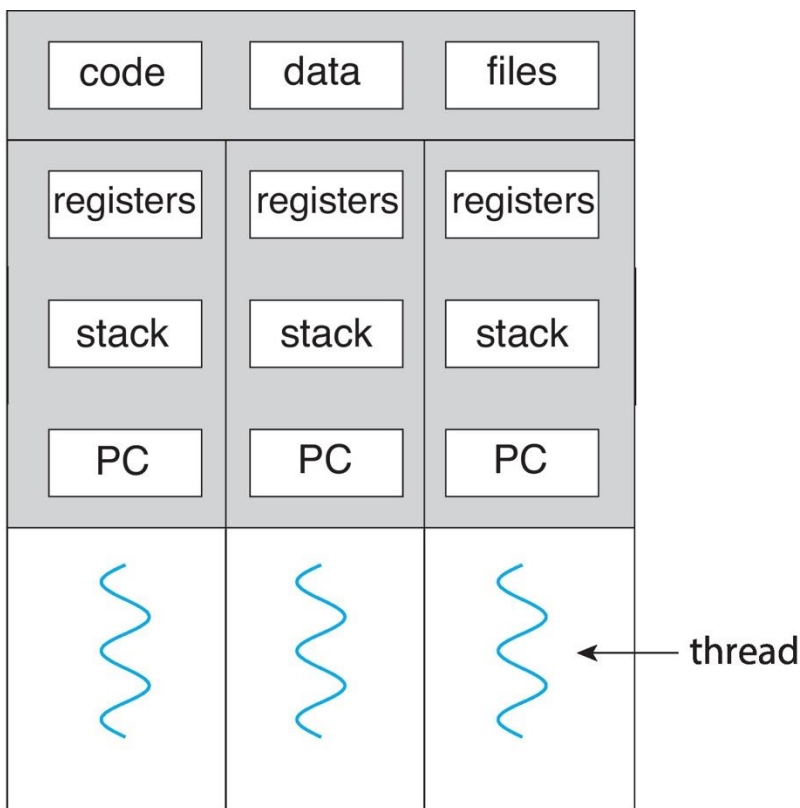 code data files
registers registers registers
stack stack stack
PC PC PC
thread